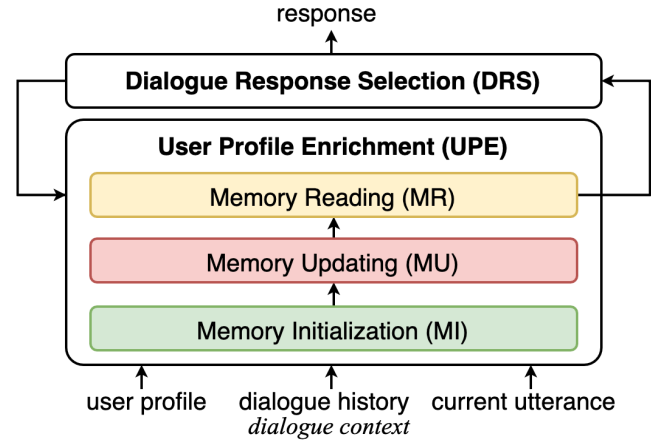 response
Dialogue Response Selection (DRS)
User Profile Enrichment (UPE)
Memory Reading (MR)
Memory Updating (MU)
Memory Initialization (MI)
user profile dialogue history current utterance
dialogue context